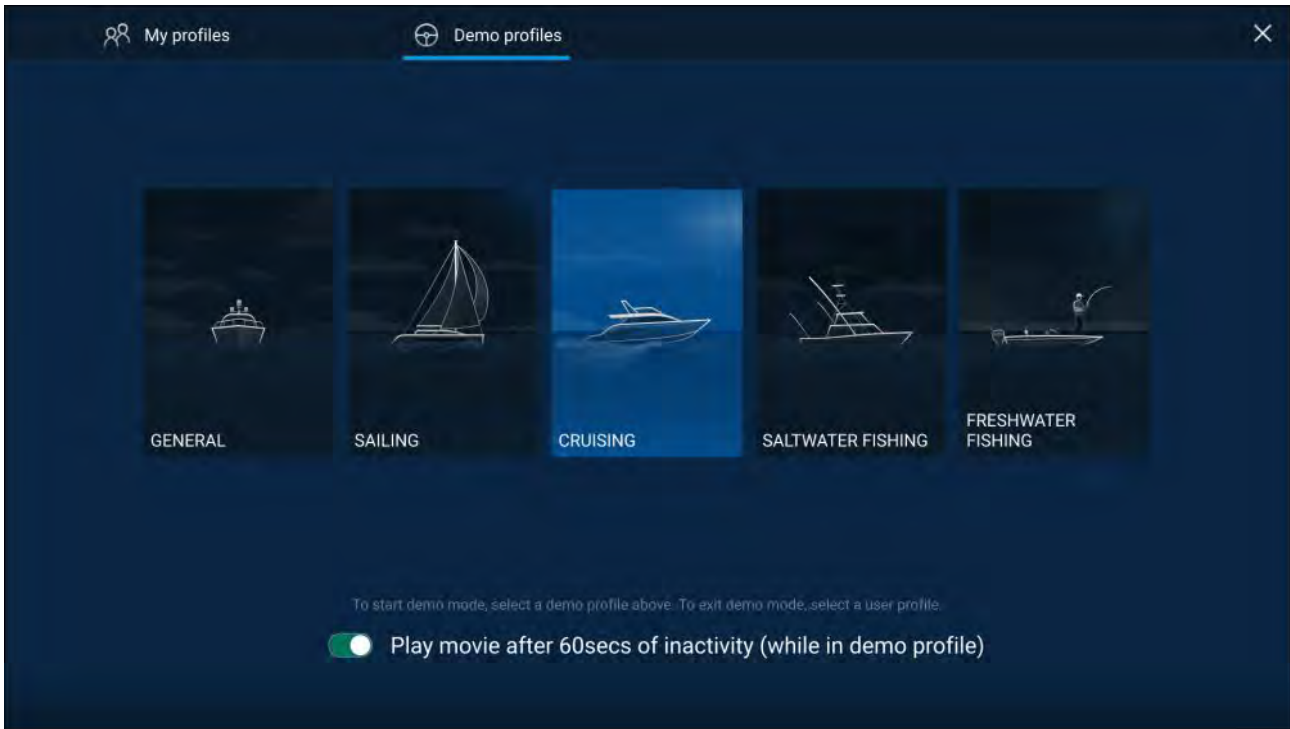 My profiles
Demo profiles
GENERAL
SAILING
CRUISING
SALTWATER FISHING
FRESHWATER
FISHING
To start demo mode, select a demo profile above. To exit demo mode, select a user profile.
Play movie after 60secs of inactivity (while in demo profile)